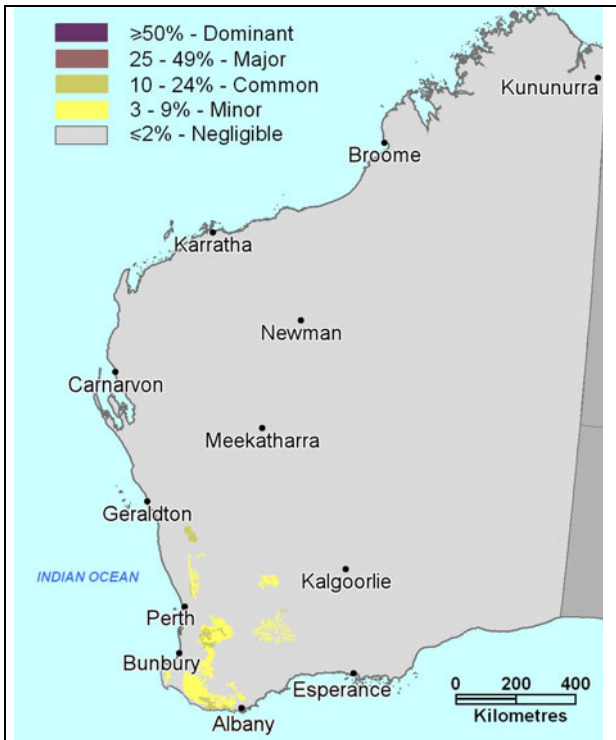 ≥50% - Dominant
25 - 49% - Major
10 - 24% - Common
3 - 9% - Minor
≤2% - Negligible
Kununurra
Broome
Karratha
Newman
Carnarvon
Meekatharra
Geraldton
INDIAN OCEAN
Kalgoorlie
Perth
Bunbury
Esperance
Albany
0 200 400
Kilometres